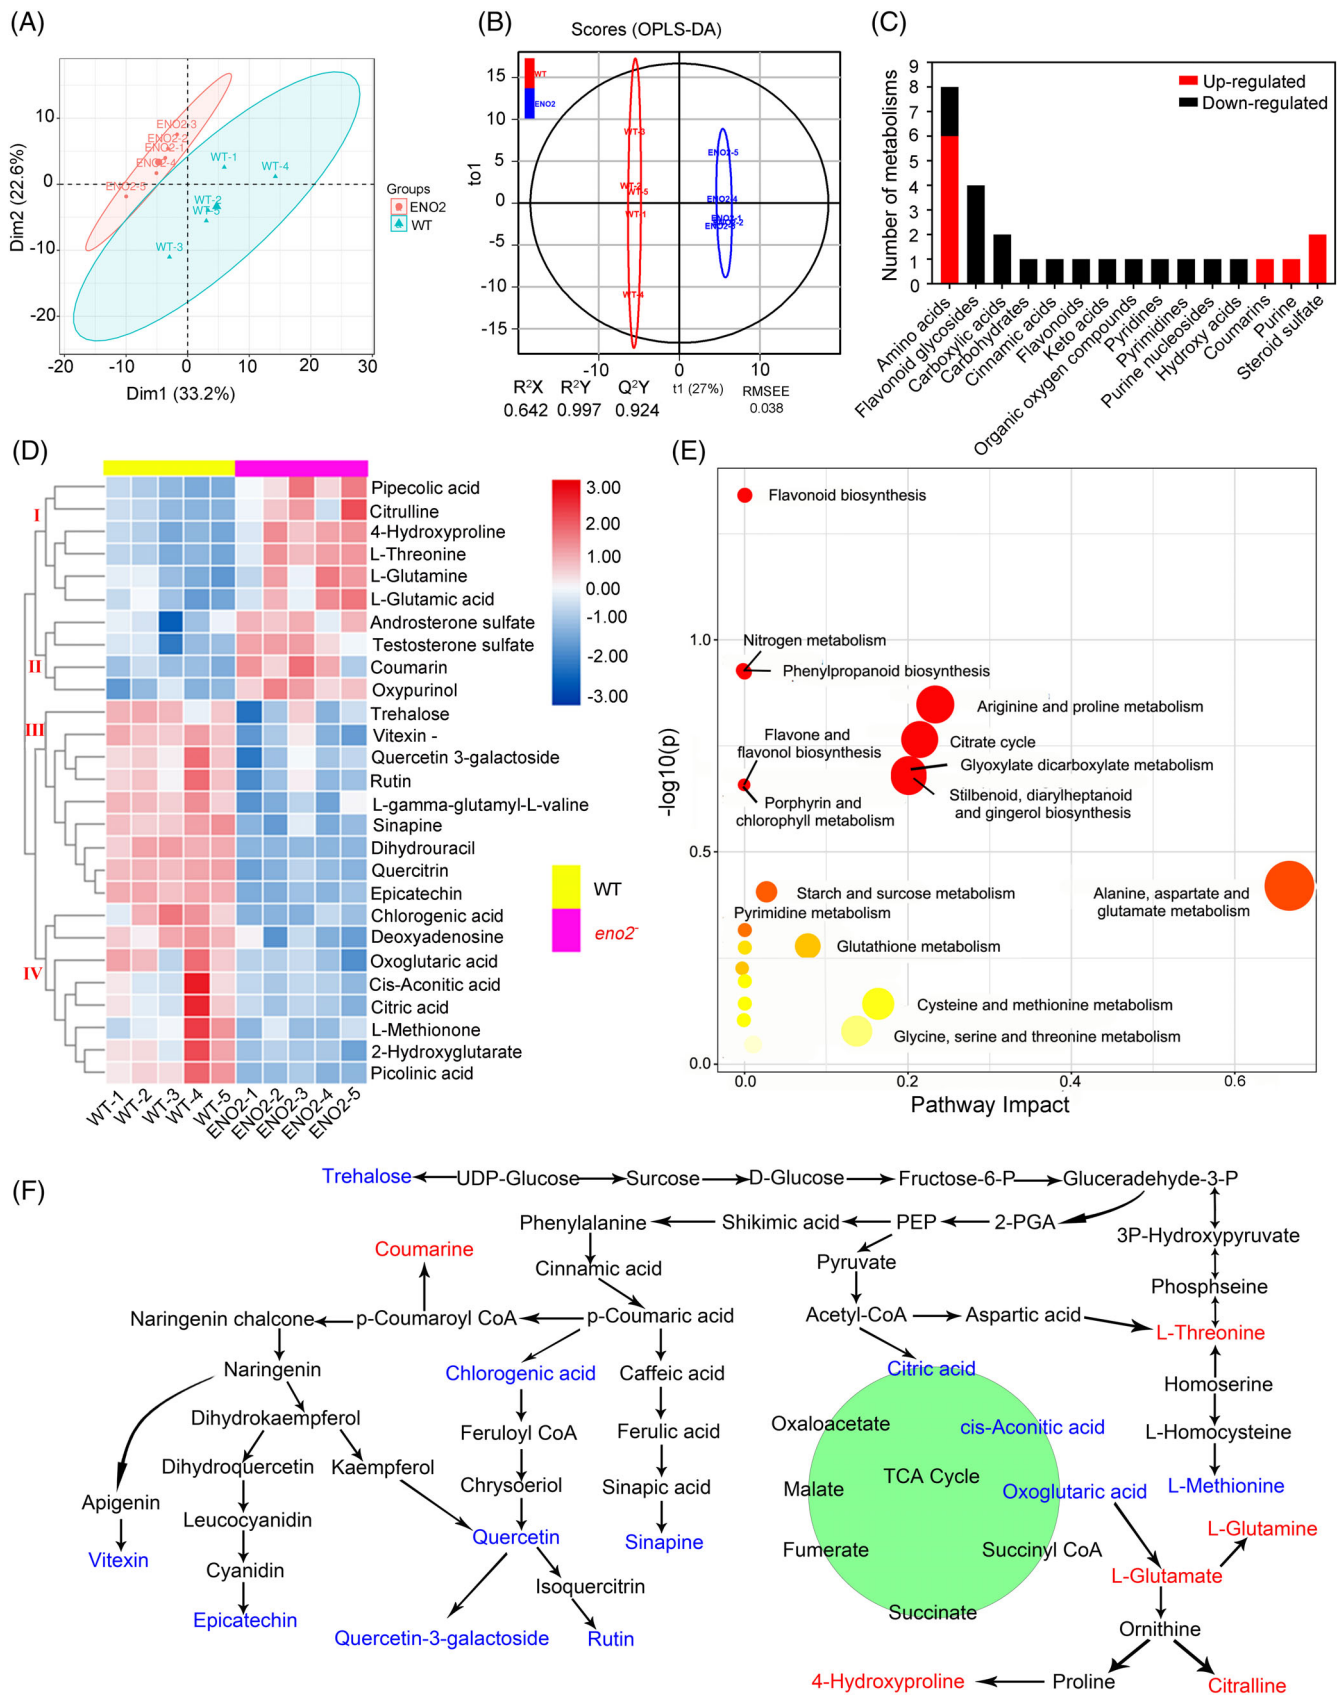 (A)
10
0
-10
-20
-20
-10
0
10
20
30
Dim2 (22.6%)
Dim1 (33.2%)
ENO2-3
ENO2-2
ENO2-1
ENO2-4
ENO2-5
WT-1
WT-4
WT-2
WT-5
WT-3
Groups
ENO2
WT
(B)
Scores (OPLS-DA)
WT
ENO2
15
10
5
0
-5
-10
-15
to1
WT-3
WT-2
WT-5
WT-1
WT-4
ENO2-5
ENO2-4
ENO2-1
ENO2-2
ENO2-3
-10
0
10
R²X
R²Y
Q²Y
t1 (27%)
RMSEE
0.642
0.997
0.924
0.038
(C)
Up-regulated
Down-regulated
Number of metabolisms
9
8
7
6
5
4
3
2
1
0
Amino acids
Flavonoid glycosides
Carboxylic acids
Carbohydrates
Cinnamic acids
Flavonoids
Keto acids
Organic oxygen compounds
Pyridines
Pyrimidines
Purine nucleosides
Hydroxy acids
Coumarins
Purine
Steroid sulfate
(D)
I
II
III
IV
Pipecolic acid
Citrulline
4-Hydroxyproline
L-Threonine
L-Glutamine
L-Glutamic acid
Androsterone sulfate
Testosterone sulfate
Coumarin
Oxypurinol
Trehalose
Vitexin -
Quercetin 3-galactoside
Rutin
L-gamma-glutamyl-L-valine
Sinapine
Dihydrouracil
Quercitrin
Epicatechin
Chlorogenic acid
Deoxyadenosine
Oxoglutaric acid
Cis-Aconitic acid
Citric acid
L-Methionone
2-Hydroxyglutarate
Picolinic acid
WT-1
WT-2
WT-3
WT-4
WT-5
ENO2-1
ENO2-2
ENO2-3
ENO2-4
ENO2-5
3.00
2.00
1.00
0.00
-1.00
-2.00
-3.00
WT
eno2⁻
(E)
-log10(p)
1.0
0.5
0.0
0.0
0.2
0.4
0.6
Pathway Impact
Flavonoid biosynthesis
Nitrogen metabolism
Phenylpropanoid biosynthesis
Ariginine and proline metabolism
Citrate cycle
Flavone and
flavonol biosynthesis
Glyoxylate dicarboxylate metabolism
Stilbenoid, diarylheptanoid
and gingerol biosynthesis
Porphyrin and
chlorophyll metabolism
Starch and surcose metabolism
Alanine, aspartate and
glutamate metabolism
Pyrimidine metabolism
Glutathione metabolism
Cysteine and methionine metabolism
Glycine, serine and threonine metabolism
(F)
Trehalose
UDP-Glucose
Surcose
D-Glucose
Fructose-6-P
Gluceradehyde-3-P
Phenylalanine
Shikimic acid
PEP
2-PGA
3P-Hydroxypyruvate
Coumarine
Cinnamic acid
Pyruvate
Phosphseine
Naringenin chalcone
p-Coumaroyl CoA
p-Coumaric acid
Acetyl-CoA
Aspartic acid
L-Threonine
Naringenin
Chlorogenic acid
Caffeic acid
Citric acid
Homoserine
Dihydrokaempferol
Feruloyl CoA
Ferulic acid
Oxaloacetate
cis-Aconitic acid
L-Homocysteine
Dihydroquercetin
Kaempferol
Chrysoeriol
Sinapic acid
TCA Cycle
Malate
Oxoglutaric acid
L-Methionine
Apigenin
Leucocyanidin
Quercetin
Sinapine
L-Glutamine
Vitexin
Cyanidin
Isoquercitrin
Fumerate
Succinyl CoA
L-Glutamate
Epicatechin
Quercetin-3-galactoside
Rutin
Succinate
Ornithine
4-Hydroxyproline
Proline
Citralline